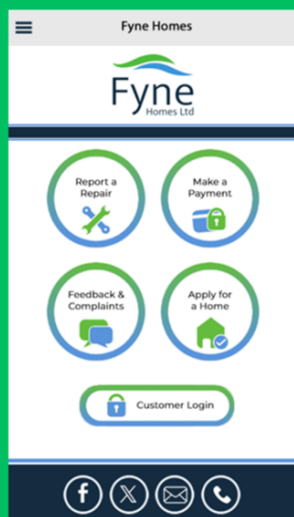 Fyne Homes
Fyne
Homes Ltd
Report a
Repair
Make a
Payment
Feedback &
Complaints
Apply for
a Home
Customer Login